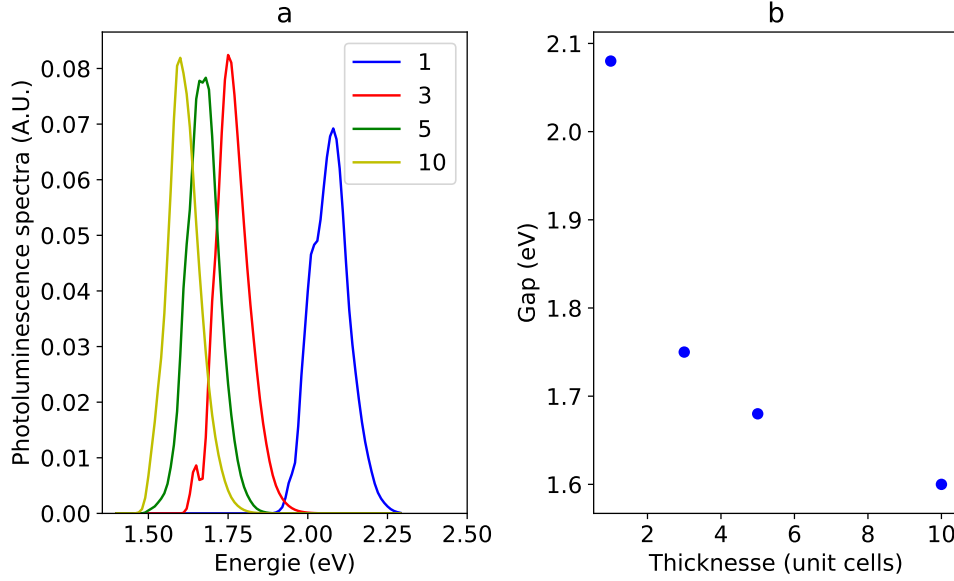 a
Photoluminescence spectra (A.U.)
0.08
0.07
0.06
0.05
0.04
0.03
0.02
0.01
0.00
1
3
5
10
1.50 1.75 2.00 2.25 2.50
Energie (eV)
b
Gap (eV)
2.1
2.0
1.9
1.8
1.7
1.6
2 4 6 8 10
Thicknesse (unit cells)